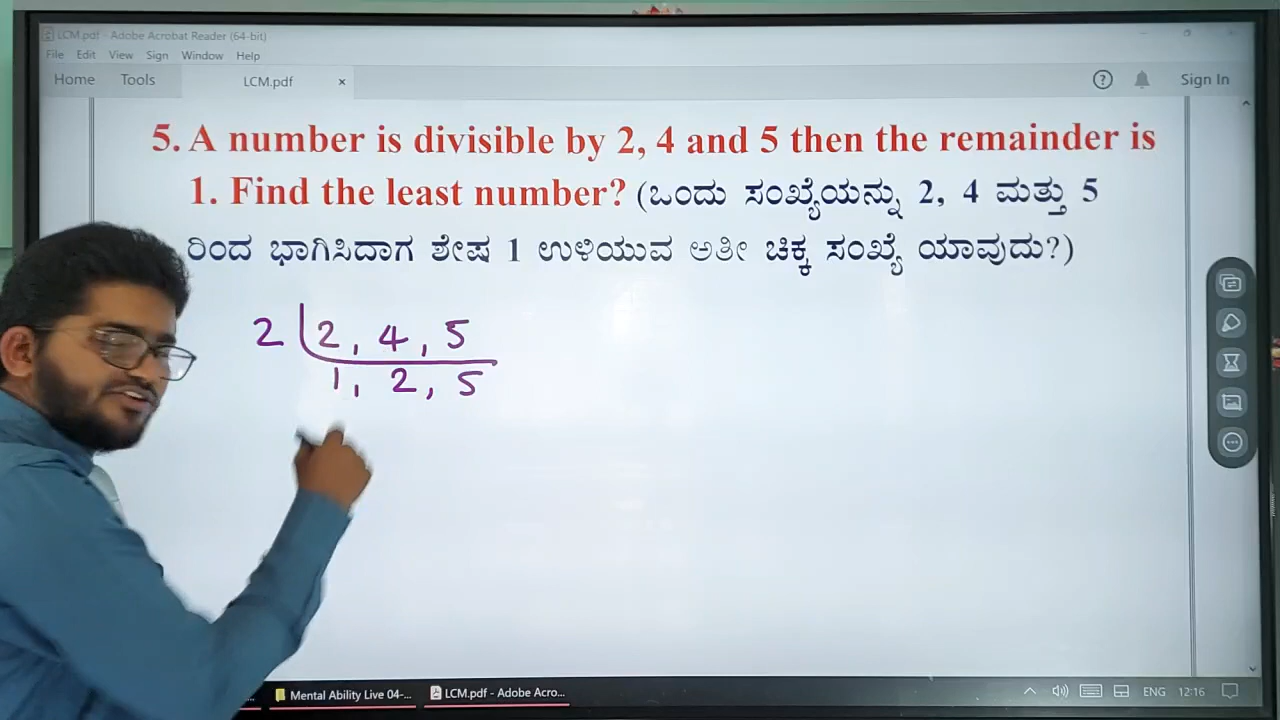 LCM.pdf - Adobe Acrobat Reader (64-bit)
File Edit View Sign Window Help
Home Tools LCM.pdf × ? Sign In
5. A number is divisible by 2, 4 and 5 then the remainder is
1. Find the least number? (ಒಂದು ಸಂಖ್ಯೆಯನ್ನು 2, 4 ಮತ್ತು 5
ರಿಂದ ಭಾಗಿಸಿದಾಗ ಶೇಷ 1 ಉಳಿಯುವ ಅತೀ ಚಿಕ್ಕ ಸಂಖ್ಯೆ ಯಾವುದು?)
2 2, 4, 5
1, 2, 5
Mental Ability Live 04-... LCM.pdf - Adobe Acro... ENG 12:16